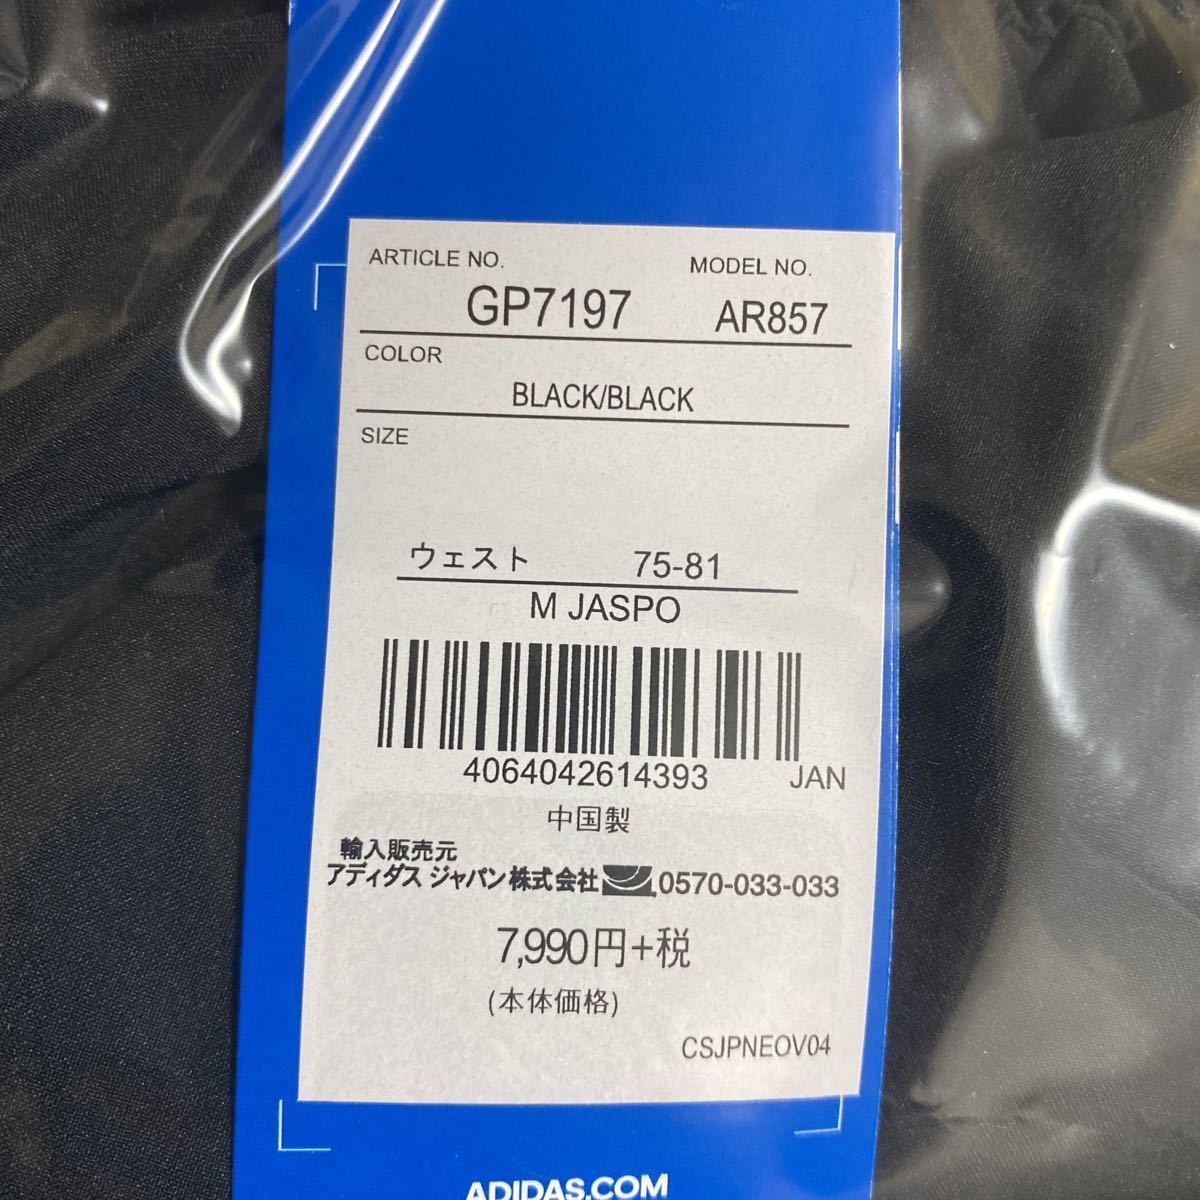 ARTICLE NO. MODEL NO.
GP7197 AR857
COLOR
BLACK/BLACK
SIZE
ウェスト 75-81
M JASPO
4064042614393 JAN
中国製
輸入販売元
アディダス ジャパン株式会社 0570-033-033
7,990円+税
(本体価格)
CSJPNEOV04
ADIDAS.COM